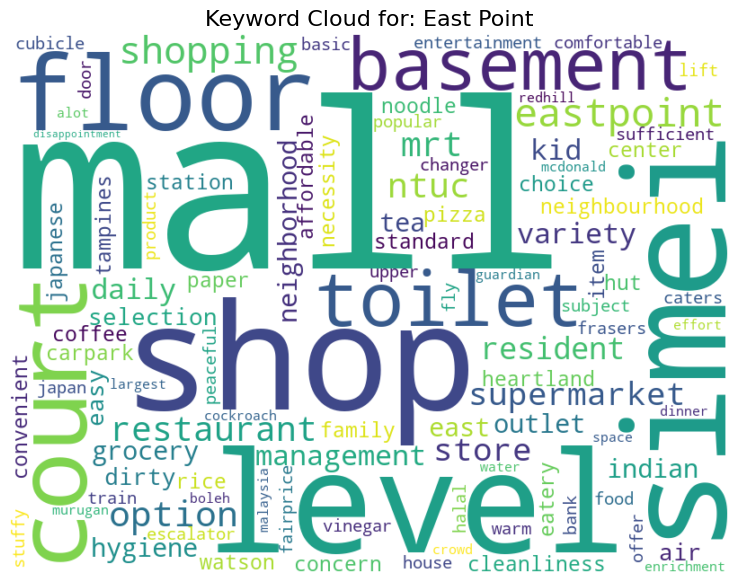 Keyword Cloud for: East Point
cubicle
shopping
basic
entertainment
comfortable
floor
door
basement
lift
alot
disappointment
mall
noodle
popular
redhill
eastpoint
sufficient
center
mrt
changer
kid
mcdonald
choice
simei
station
product
tampines
japanese
neighborhood
affordable
necessity
ntuc
pizza
tea
standard
neighbourhood
variety
upper
guardian
item
hut
caters
paper
daily
toilet
fly
subject
effort
selection
frasers
court
coffee
carpark
peaceful
shop
resident
heartland
convenient
japan
largest
easy
cockroach
supermarket
dinner
restaurant
family
east
outlet
space
grocery
management
store
dirty
rice
level
water
indian
stuffy
train
boleh
malaysia
fairprice
halal
eatery
bank
food
murugan
option
escalator
vinegar
warm
offer
air
hygiene
watson
concern
house
crowd
cleanliness
enrichment